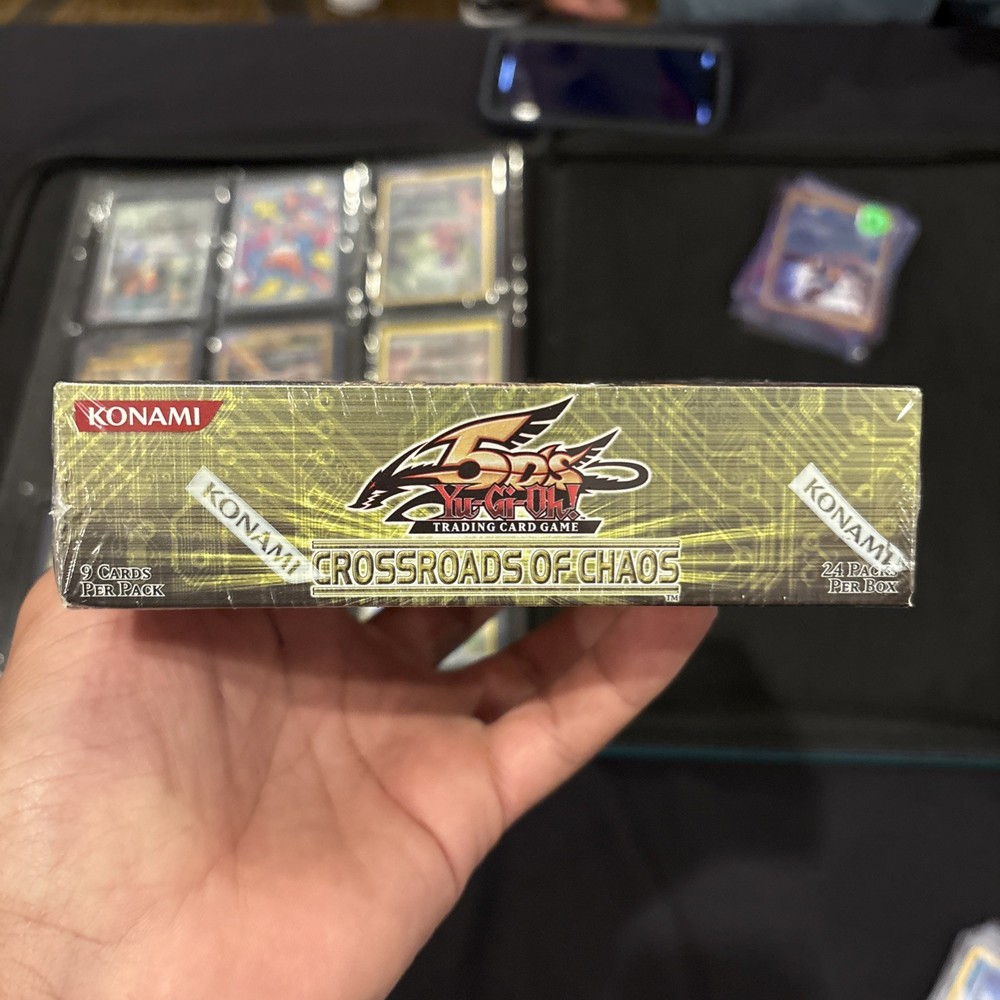 KONAMI
5D's
Yu-Gi-Oh!
TRADING CARD GAME
KONAMI
KONAMI
CROSSROADS OF CHAOS
TM
9 CARDS
PER PACK
24 PACKS
PER BOX